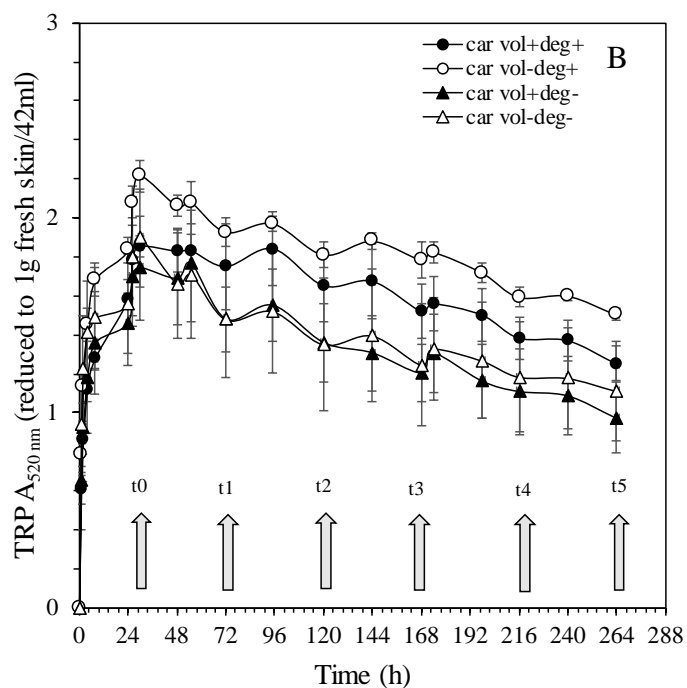 3
car vol+deg+
B
car vol-deg+
car vol+deg-
car vol-deg-
2
1
t0 t1 t2 t3 t4 t5
0
0 24 48 72 96 120 144 168 192 216 240 264 288
Time (h)
TRP A520 nm (reduced to 1g fresh skin/42ml)